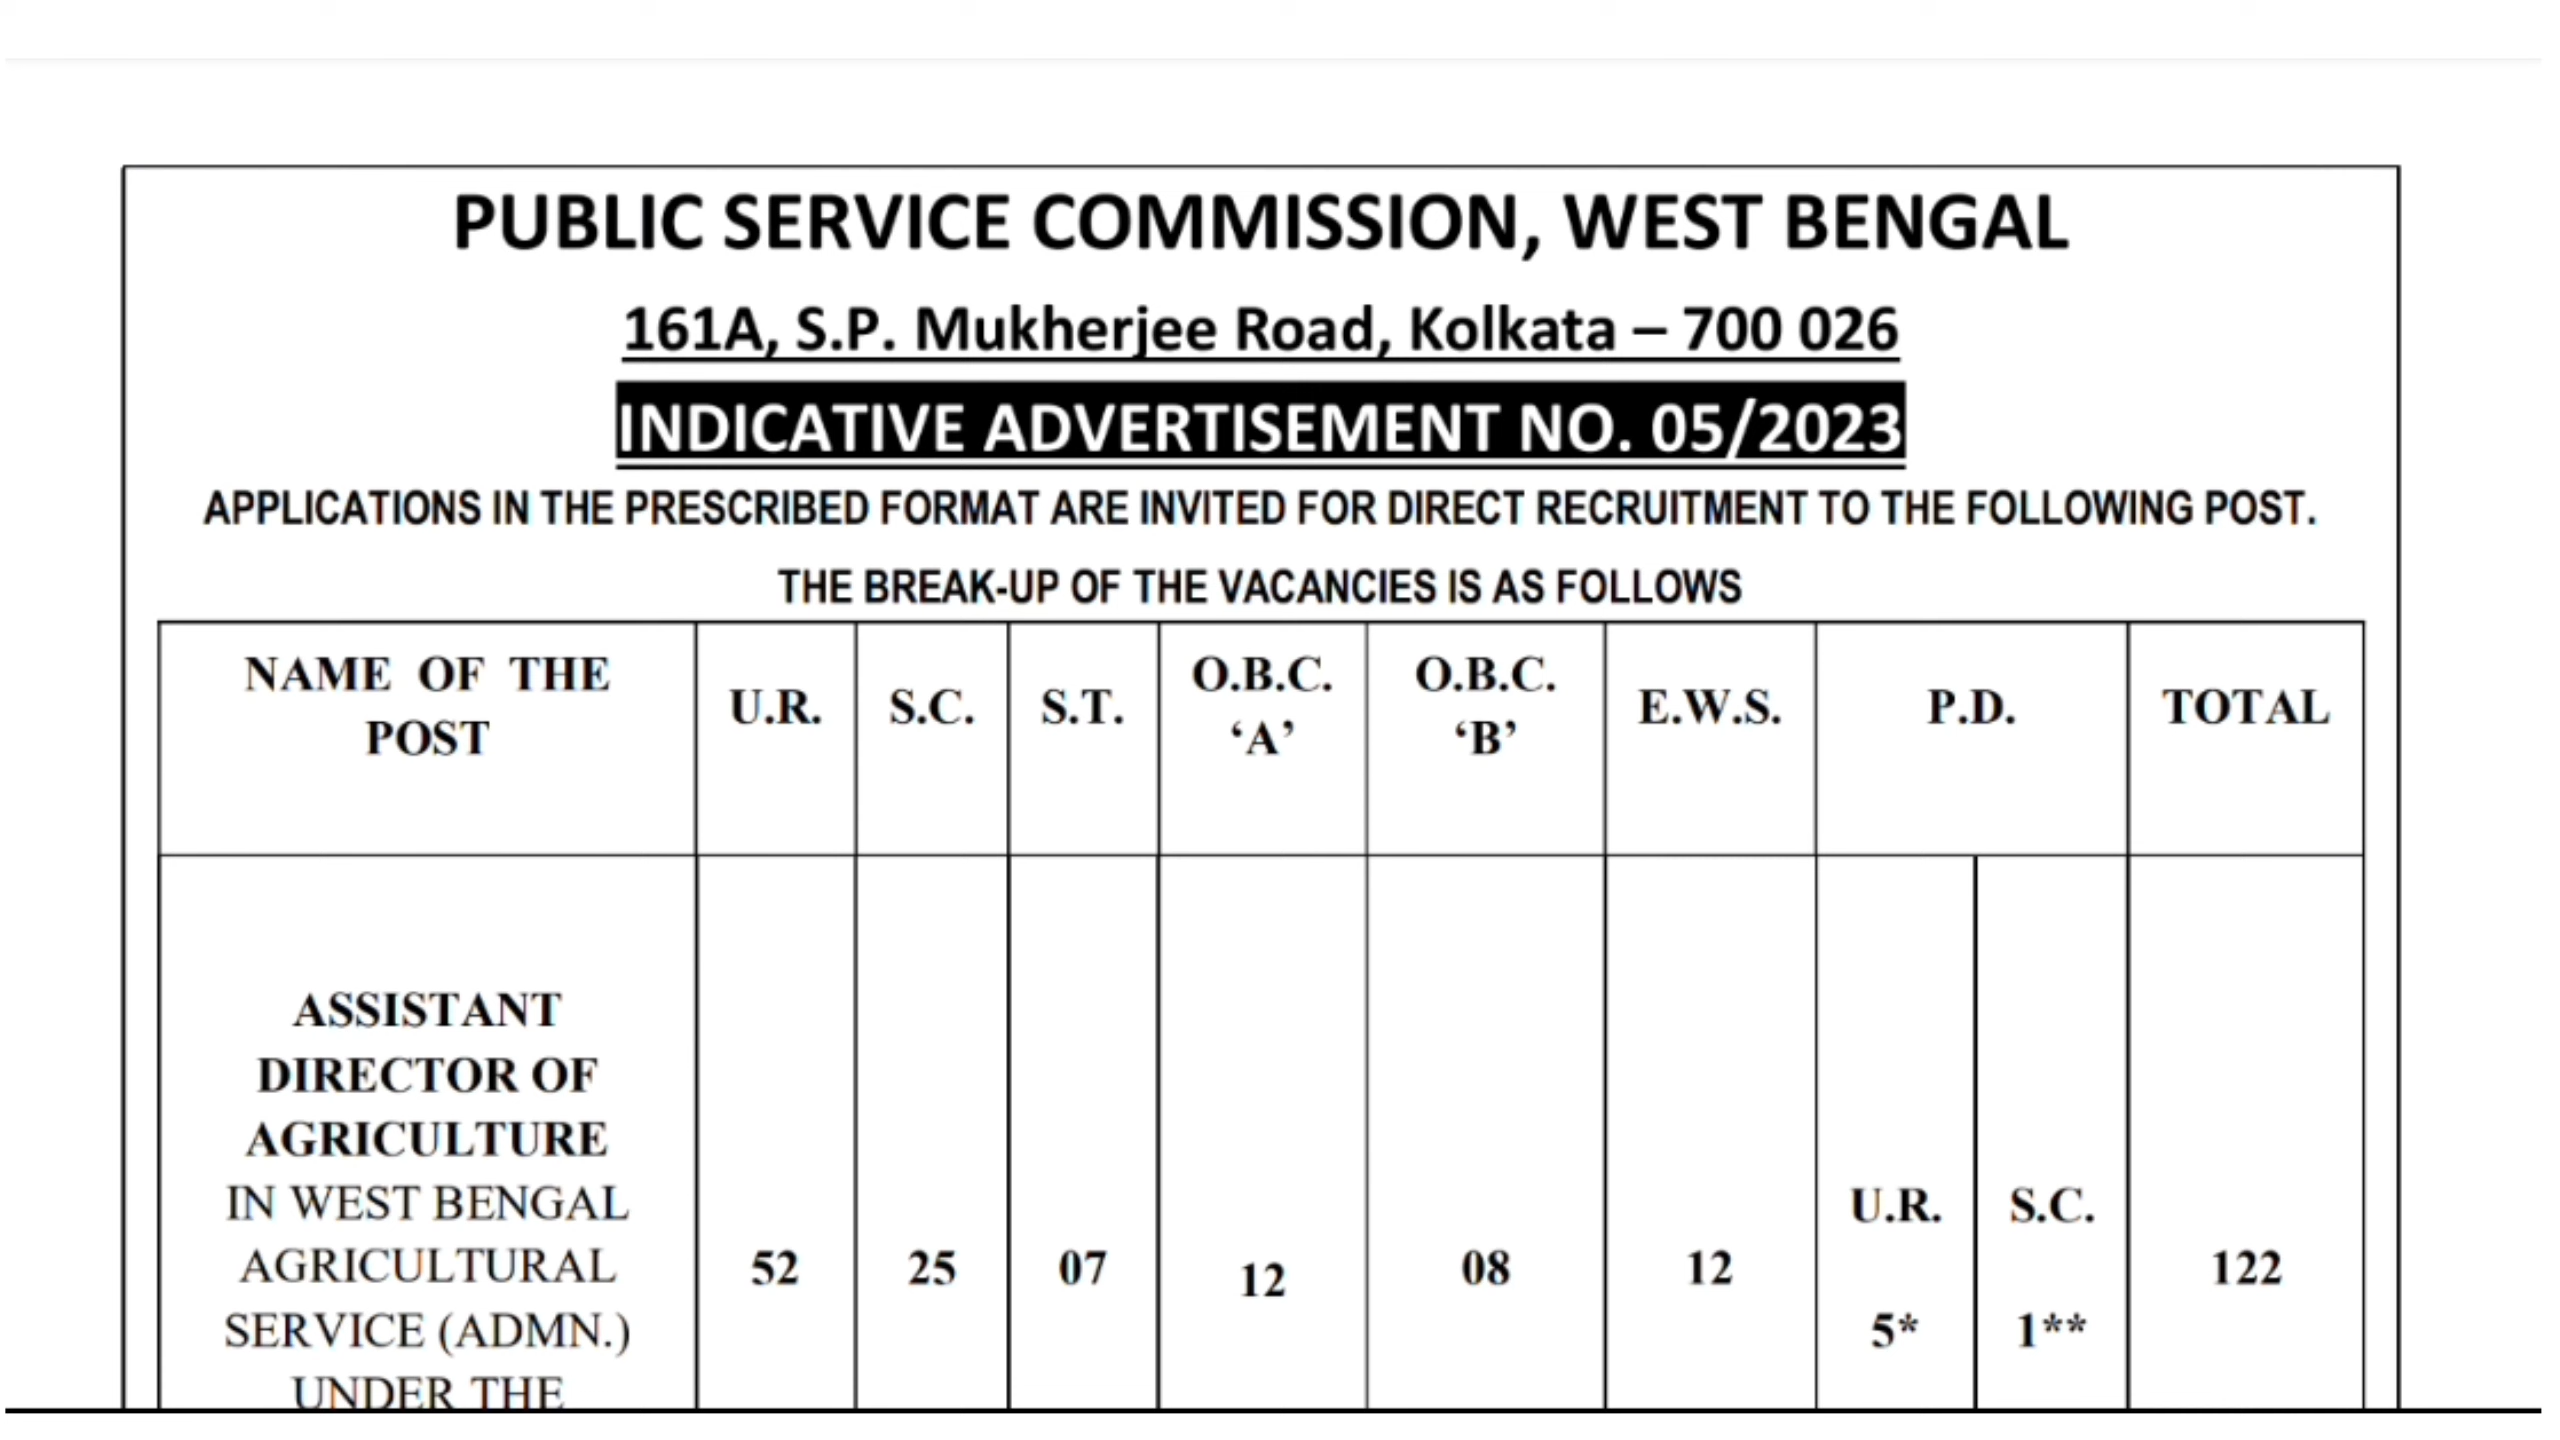 PUBLIC SERVICE COMMISSION, WEST BENGAL
161A, S.P. Mukherjee Road, Kolkata – 700 026
INDICATIVE ADVERTISEMENT NO. 05/2023
APPLICATIONS IN THE PRESCRIBED FORMAT ARE INVITED FOR DIRECT RECRUITMENT TO THE FOLLOWING POST.
THE BREAK-UP OF THE VACANCIES IS AS FOLLOWS
NAME OF THE POST
U.R.
S.C.
S.T.
O.B.C. ‘A’
O.B.C. ‘B’
E.W.S.
P.D.
TOTAL
ASSISTANT
DIRECTOR OF
AGRICULTURE
IN WEST BENGAL
AGRICULTURAL
SERVICE (ADMN.)
UNDER THE
52
25
07
12
08
12
U.R.
5*
S.C.
1**
122